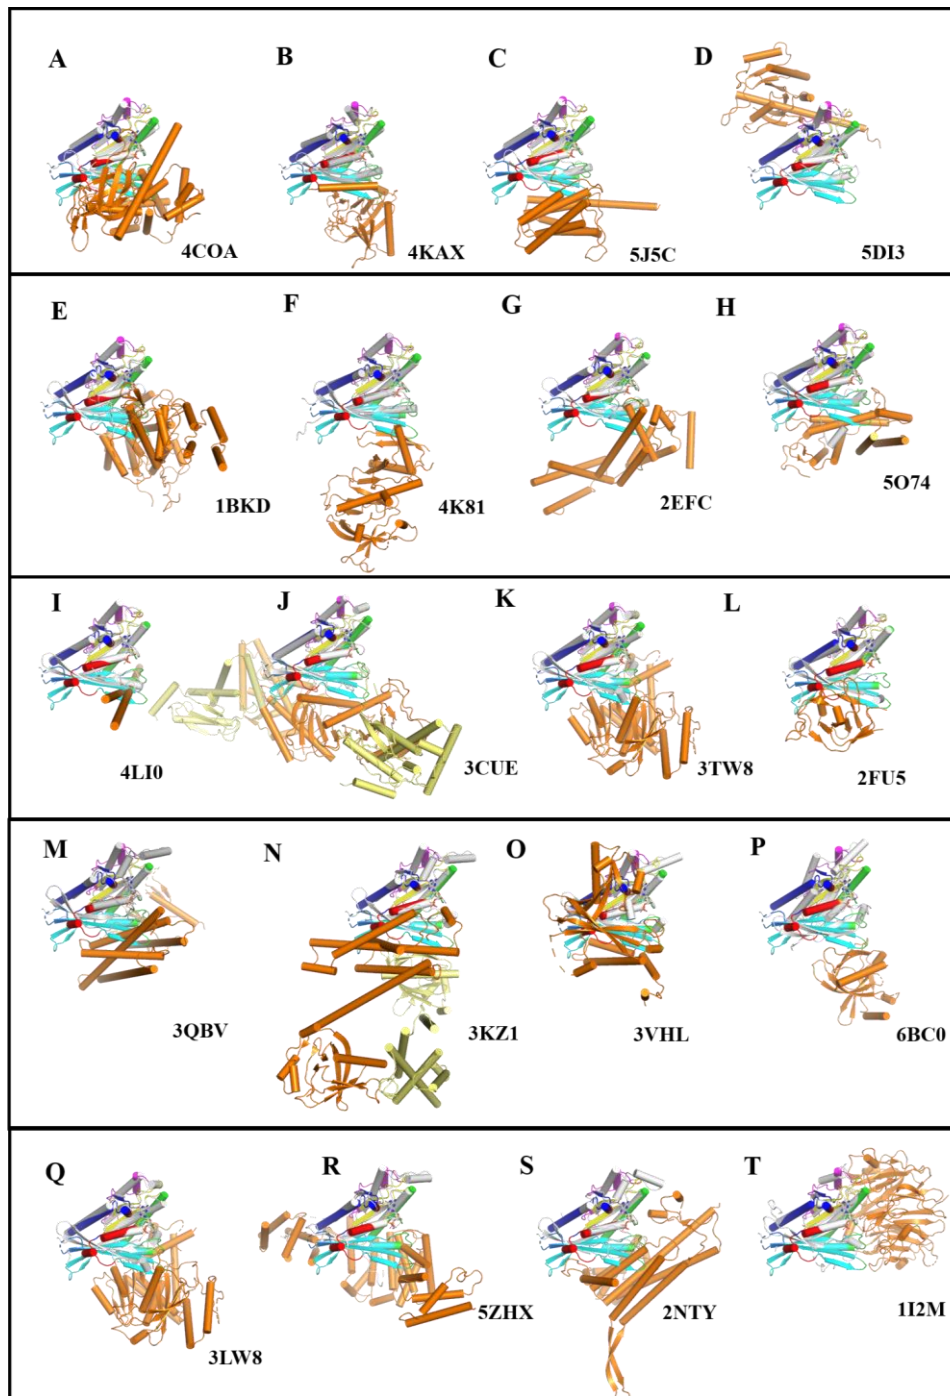 A B C D
4COA 4KAX 5J5C 5DI3
E F G H
1BKD 4K81 2EFC 5O74
I J K L
4LI0 3CUE 3TW8 2FU5
M N O P
3QBV 3KZ1 3VHL 6BC0
Q R S T
3LW8 5ZHX 2NTY 1I2M